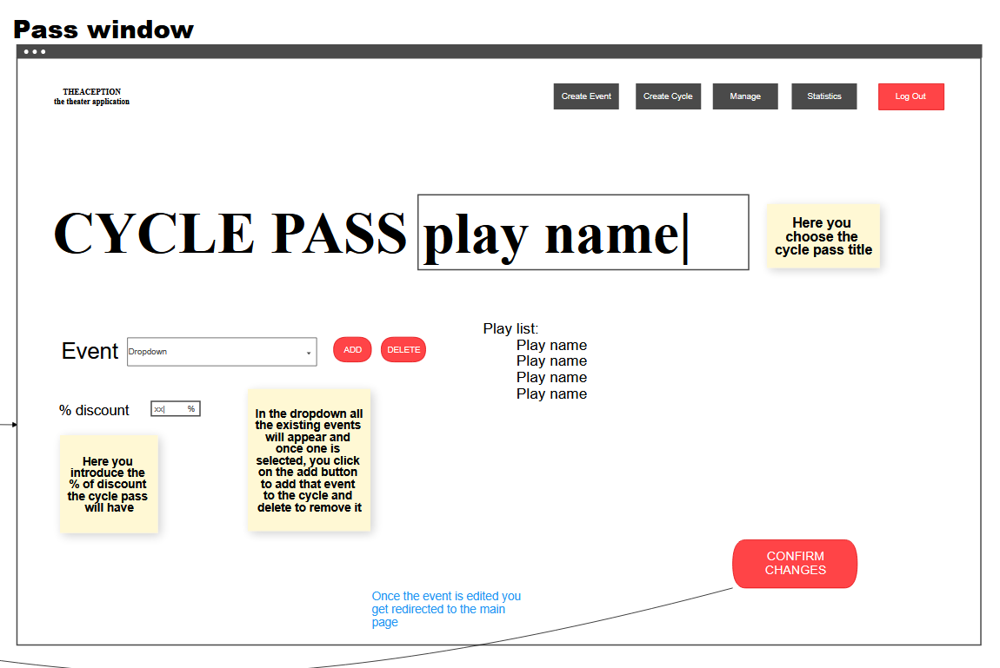 Pass window
THEACEPTION
the theater application
Create Event
Create Cycle
Manage
Statistics
Log Out
CYCLE PASS play name|
Here you
choose the
cycle pass title
Event
Dropdown
ADD
DELETE
Play list:
Play name
Play name
Play name
Play name
% discount
xx|
%
In the dropdown all
the existing events
will appear and
once one is
selected, you click
on the add button
to add that event
to the cycle and
delete to remove it
Here you
introduce the
% of discount
the cycle pass
will have
CONFIRM
CHANGES
Once the event is edited you
get redirected to the main
page